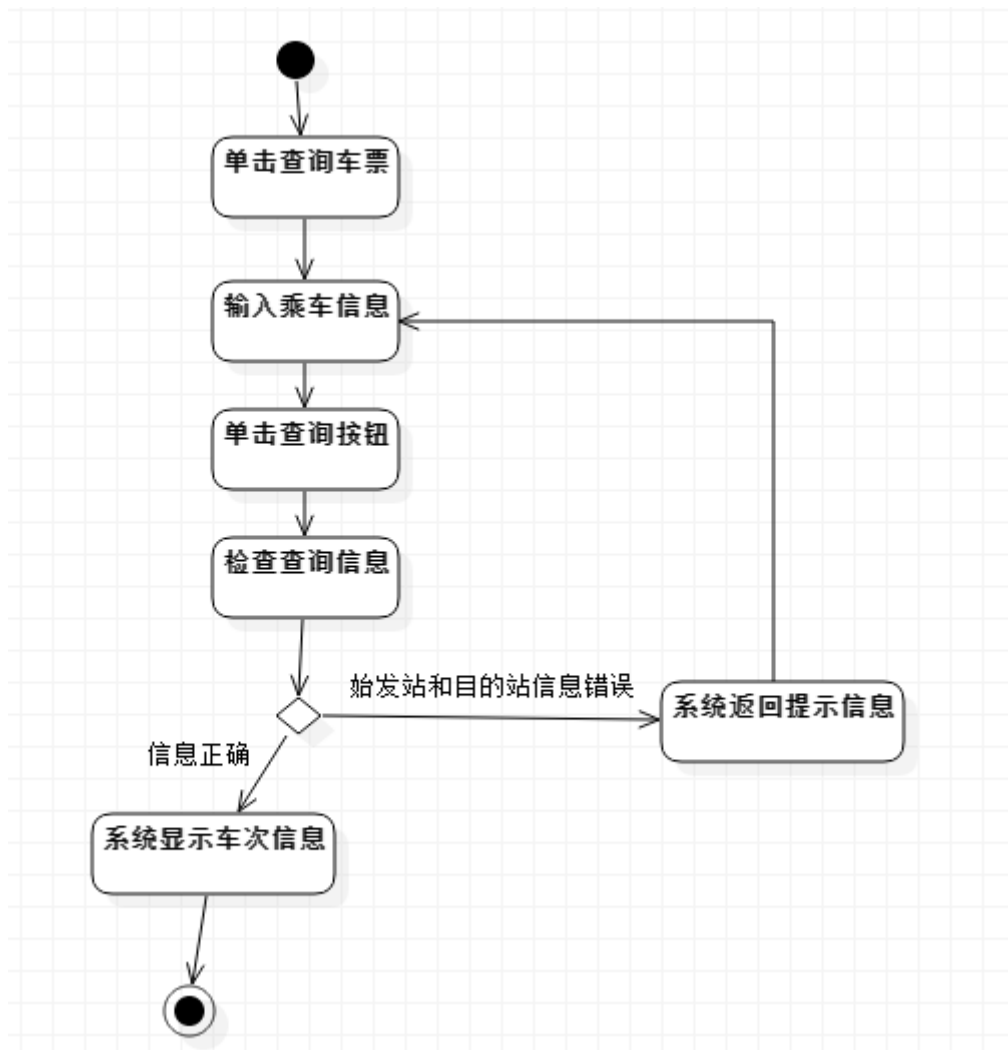 单击查询车票
输入乘车信息
单击查询按钮
检查查询信息
始发站和目的站信息错误
系统返回提示信息
信息正确
系统显示车次信息